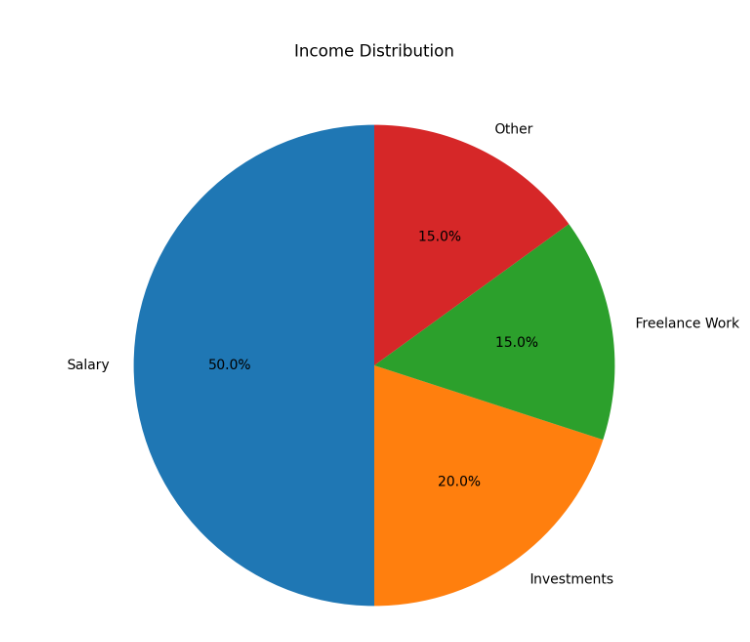 Income Distribution
Other
15.0%
Freelance Work
15.0%
Salary
50.0%
20.0%
Investments